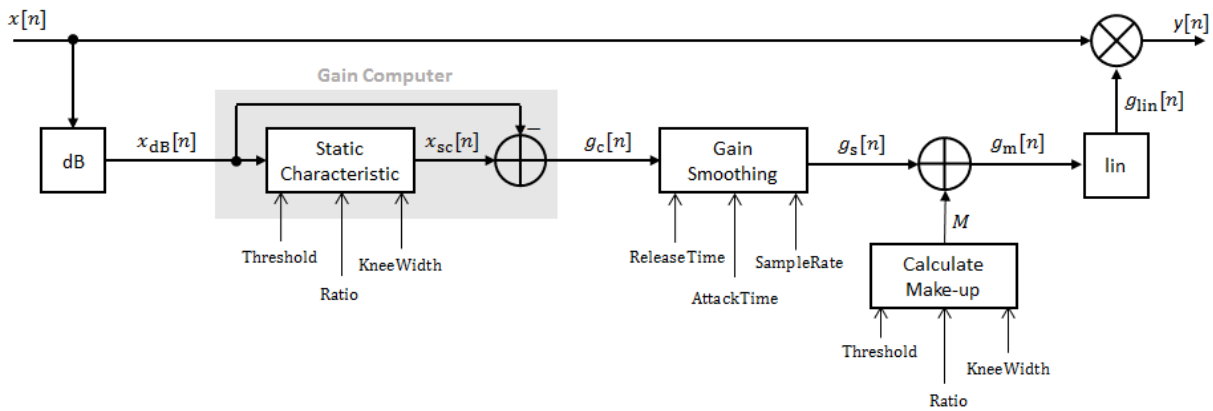 x[n]
y[n]
Gain Computer
g_lin[n]
dB
x_dB[n]
Static
Characteristic
x_sc[n]
−
g_c[n]
Gain
Smoothing
g_s[n]
g_m[n]
lin
M
Threshold
KneeWidth
Ratio
ReleaseTime
SampleRate
AttackTime
Calculate
Make-up
Threshold
KneeWidth
Ratio